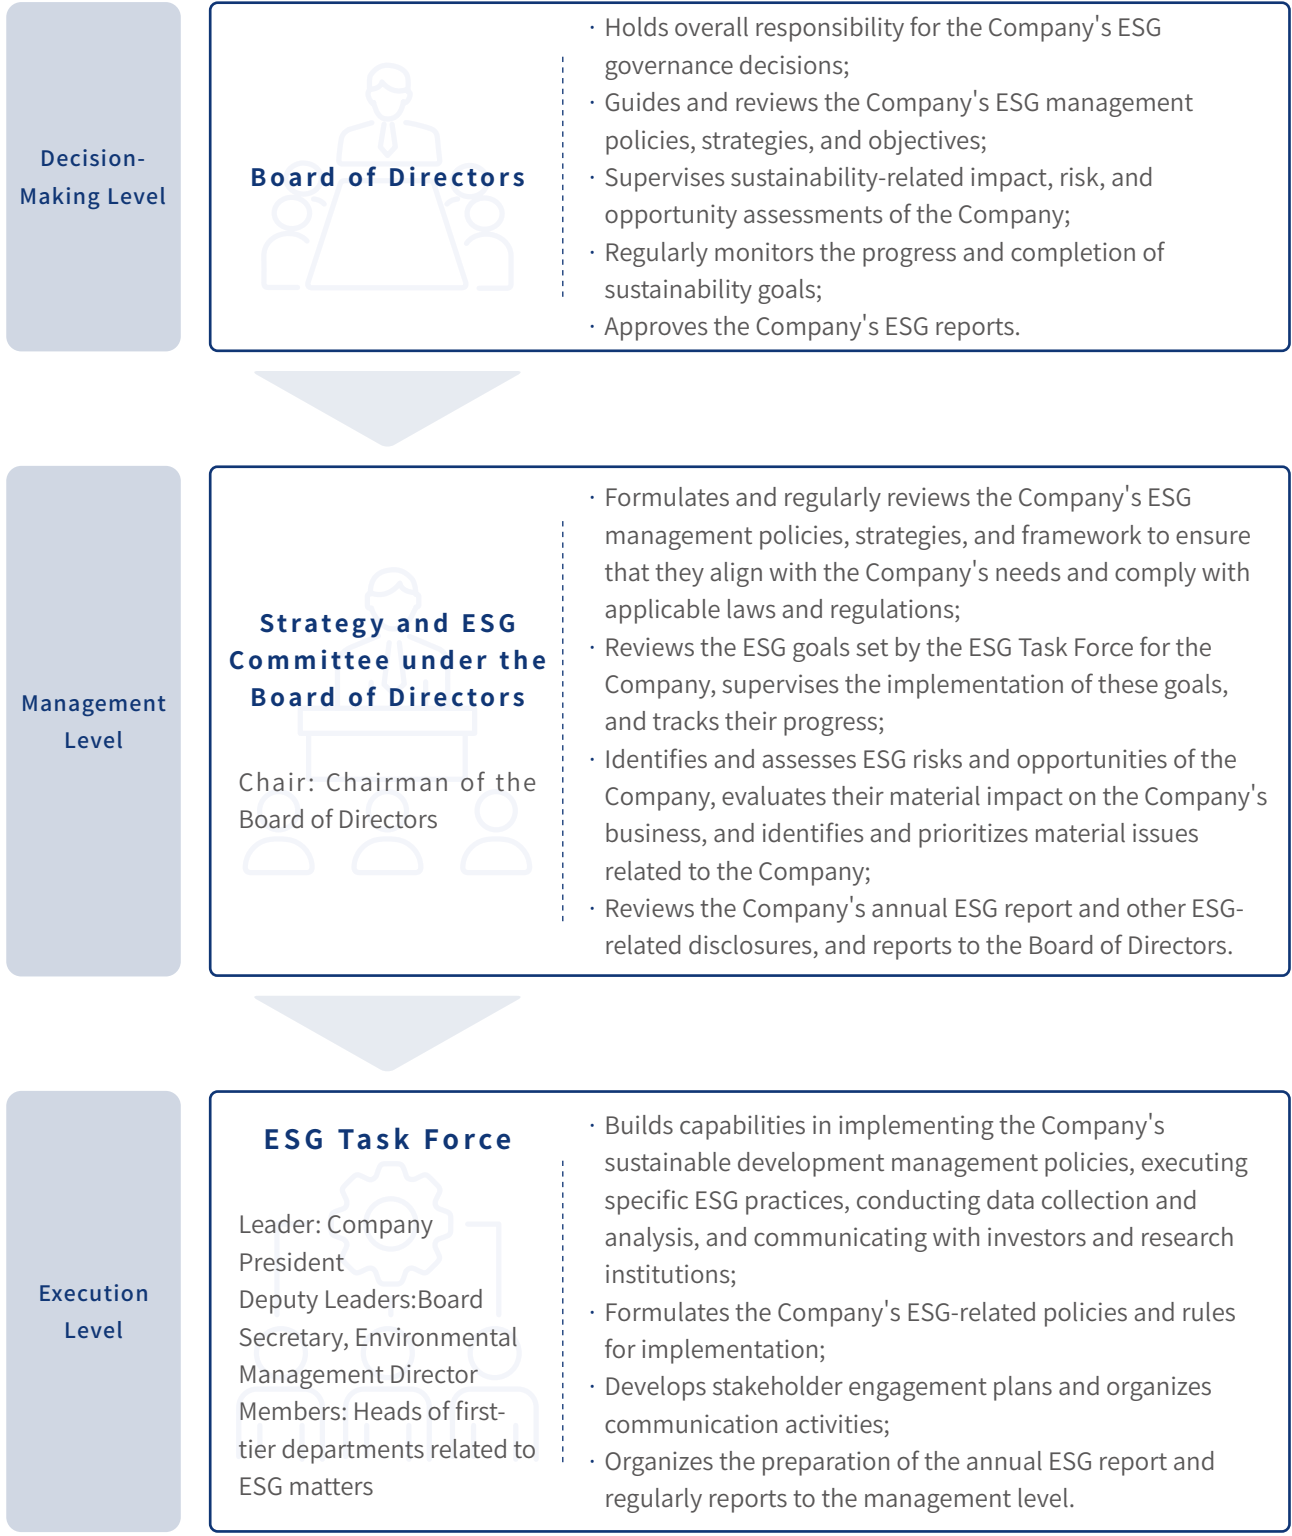 Decision-
Making Level
Board of Directors
· Holds overall responsibility for the Company's ESG
governance decisions;
· Guides and reviews the Company's ESG management
policies, strategies, and objectives;
· Supervises sustainability-related impact, risk, and
opportunity assessments of the Company;
· Regularly monitors the progress and completion of
sustainability goals;
· Approves the Company's ESG reports.
Management
Level
Strategy and ESG
Committee under the
Board of Directors
Chair: Chairman of the
Board of Directors
· Formulates and regularly reviews the Company's ESG
management policies, strategies, and framework to ensure
that they align with the Company's needs and comply with
applicable laws and regulations;
· Reviews the ESG goals set by the ESG Task Force for the
Company, supervises the implementation of these goals,
and tracks their progress;
· Identifies and assesses ESG risks and opportunities of the
Company, evaluates their material impact on the Company's
business, and identifies and prioritizes material issues
related to the Company;
· Reviews the Company's annual ESG report and other ESG-
related disclosures, and reports to the Board of Directors.
Execution
Level
ESG Task Force
Leader: Company
President
Deputy Leaders:Board
Secretary, Environmental
Management Director
Members: Heads of first-
tier departments related to
ESG matters
· Builds capabilities in implementing the Company's
sustainable development management policies, executing
specific ESG practices, conducting data collection and
analysis, and communicating with investors and research
institutions;
· Formulates the Company's ESG-related policies and rules
for implementation;
· Develops stakeholder engagement plans and organizes
communication activities;
· Organizes the preparation of the annual ESG report and
regularly reports to the management level.